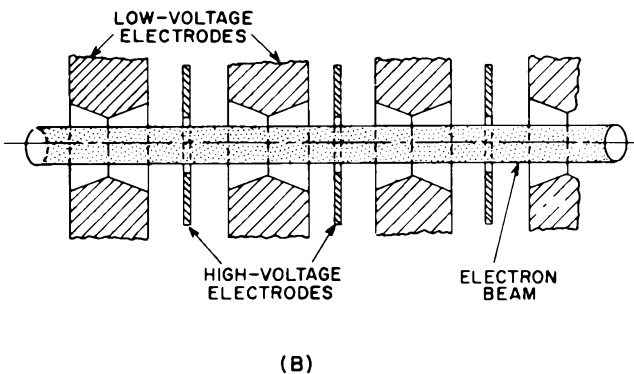 LOW-VOLTAGE
ELECTRODES
HIGH-VOLTAGE
ELECTRODES
ELECTRON
BEAM
(B)